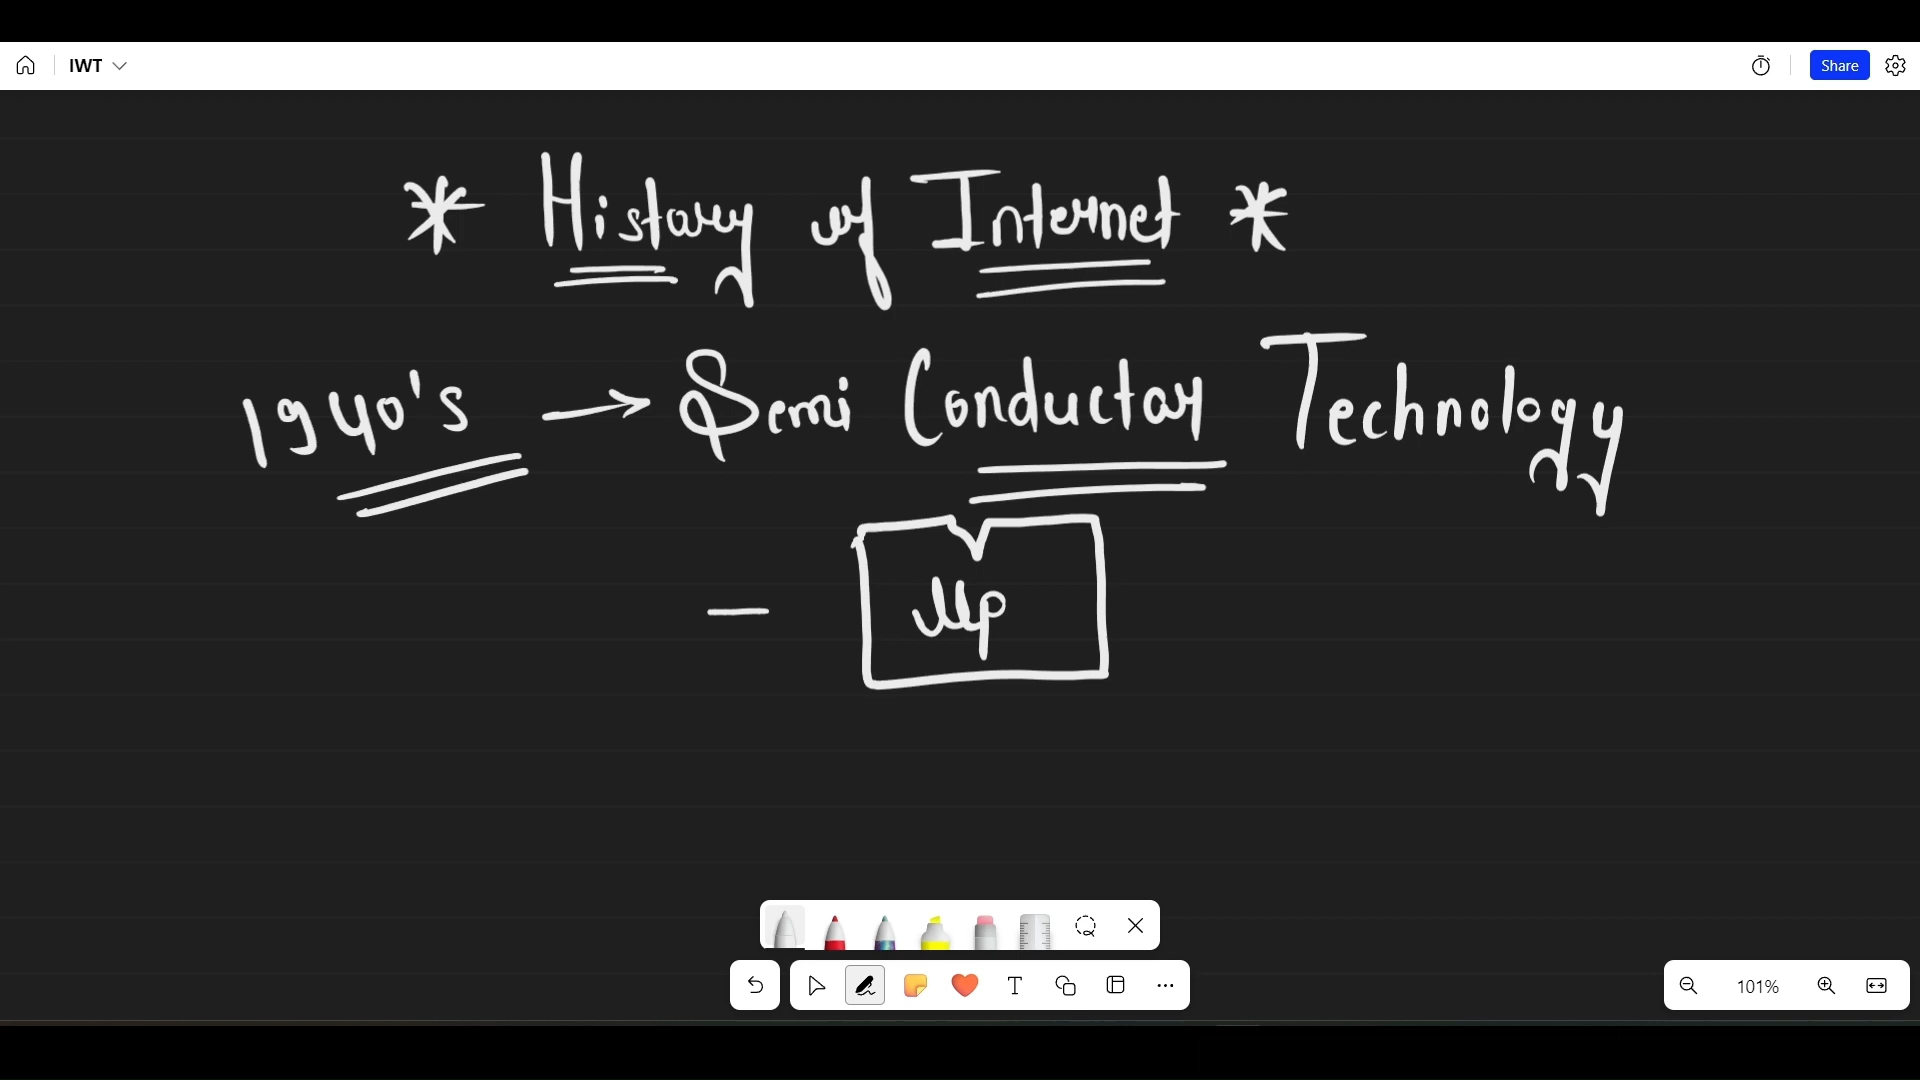 IWT
Share
* History of Internet *
1940's → Semi Conductor Technology
— μp
101%